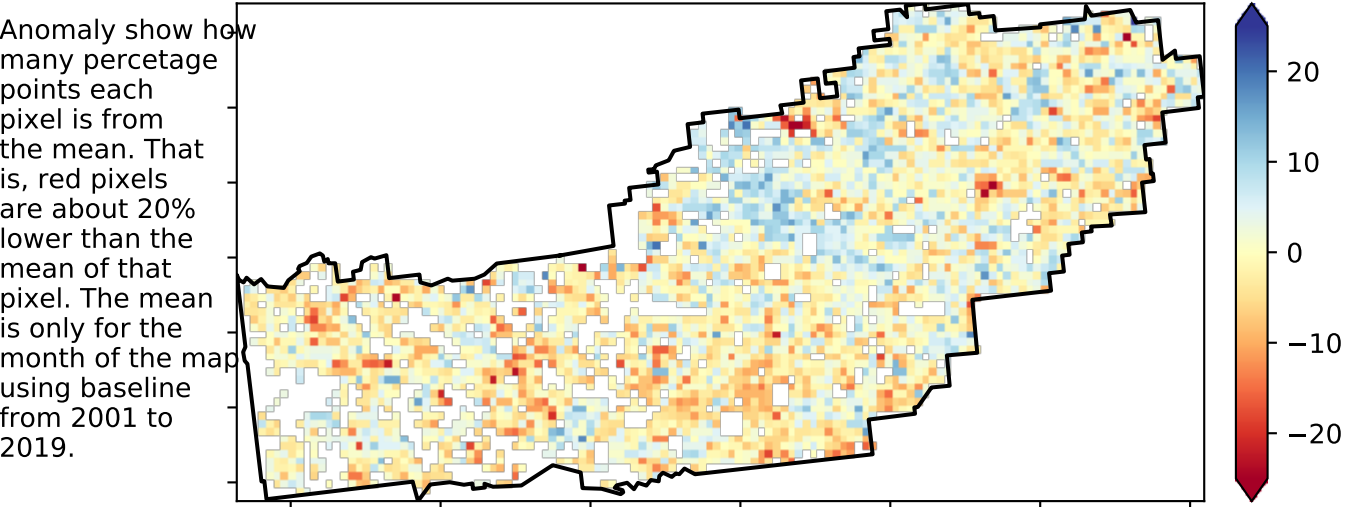 Anomaly show how
many percetage
points each
pixel is from
the mean. That
is, red pixels
are about 20%
lower than the
mean of that
pixel. The mean
is only for the
month of the map
using baseline
from 2001 to
2019.
20
10
0
−10
−20